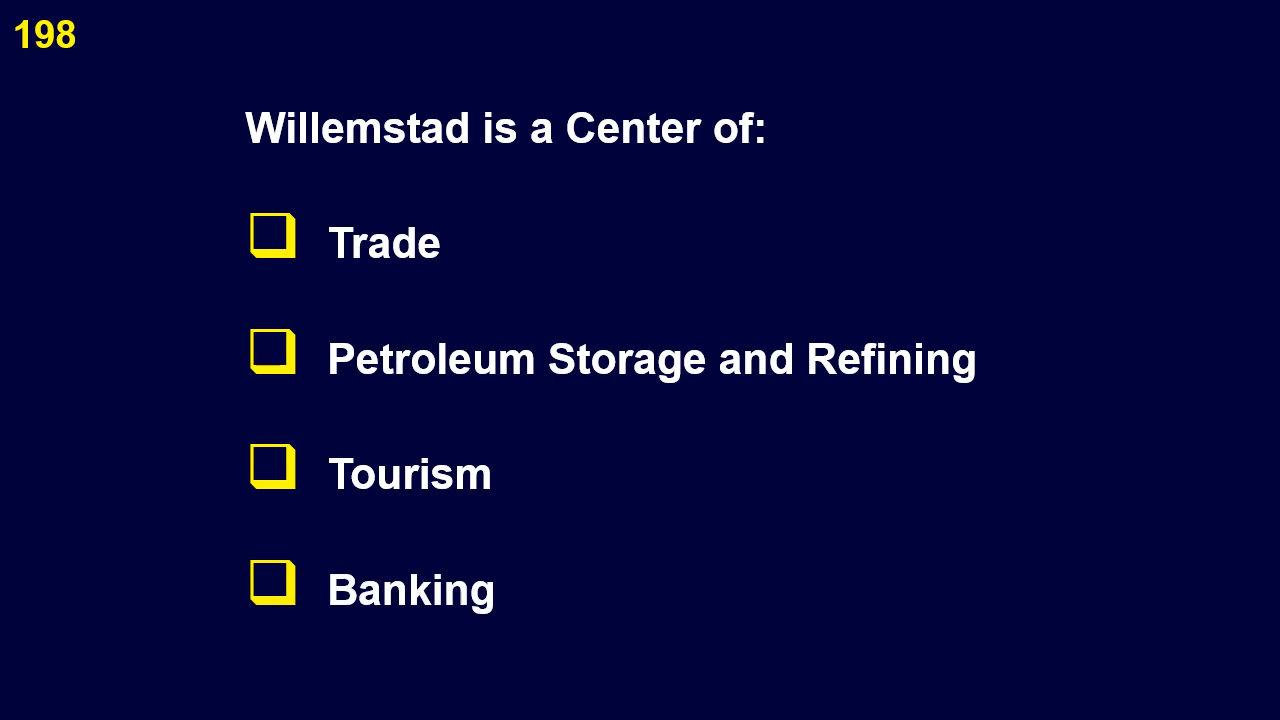 198
Willemstad is a Center of:
❑ Trade
❑ Petroleum Storage and Refining
❑ Tourism
❑ Banking